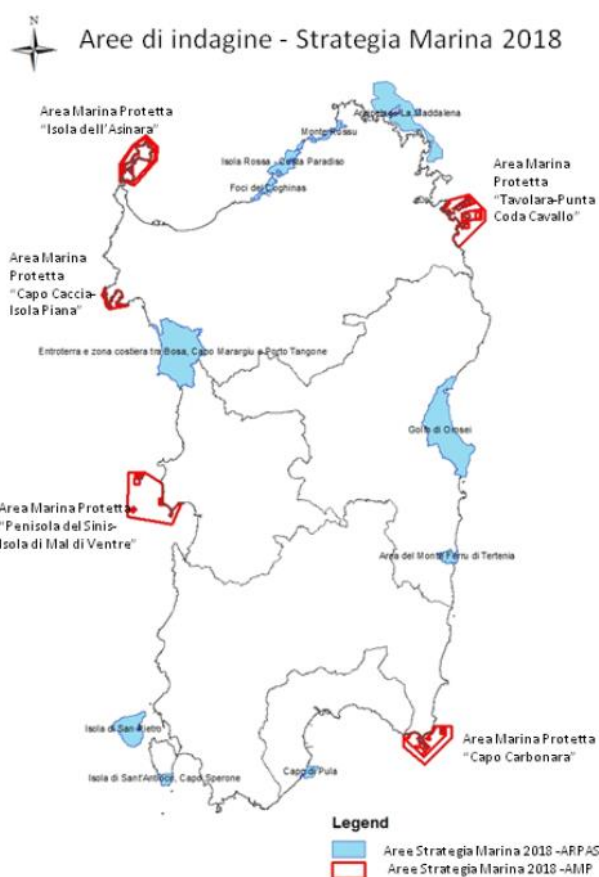 N
Aree di indagine - Strategia Marina 2018
Area Marina Protetta
"Isola dell'Asinara"
Arcipelago La Maddalena
Monte Russu
Isola Rossa - Costa Paradiso
Foci del Coghinas
Area Marina
Protetta
"Tavolara-Punta
Coda Cavallo"
Area Marina
Protetta
"Capo Caccia-
Isola Piana"
Entroterra e zona costiera tra Bosa, Capo Marargiu e Porto Tangone
Golfo di Orosei
Area Marina Protetta
"Penisola del Sinis-
Isola di Mal di Ventre"
Area del Monte Ferru di Tertenia
Isola di San Pietro
Area Marina Protetta
"Capo Carbonara"
Isola di Sant'Antioco, Capo Sperone
Capo di Pula
Legend
Aree Strategia Marina 2018 -ARPAS
Aree Strategia Marina 2018 -AMP